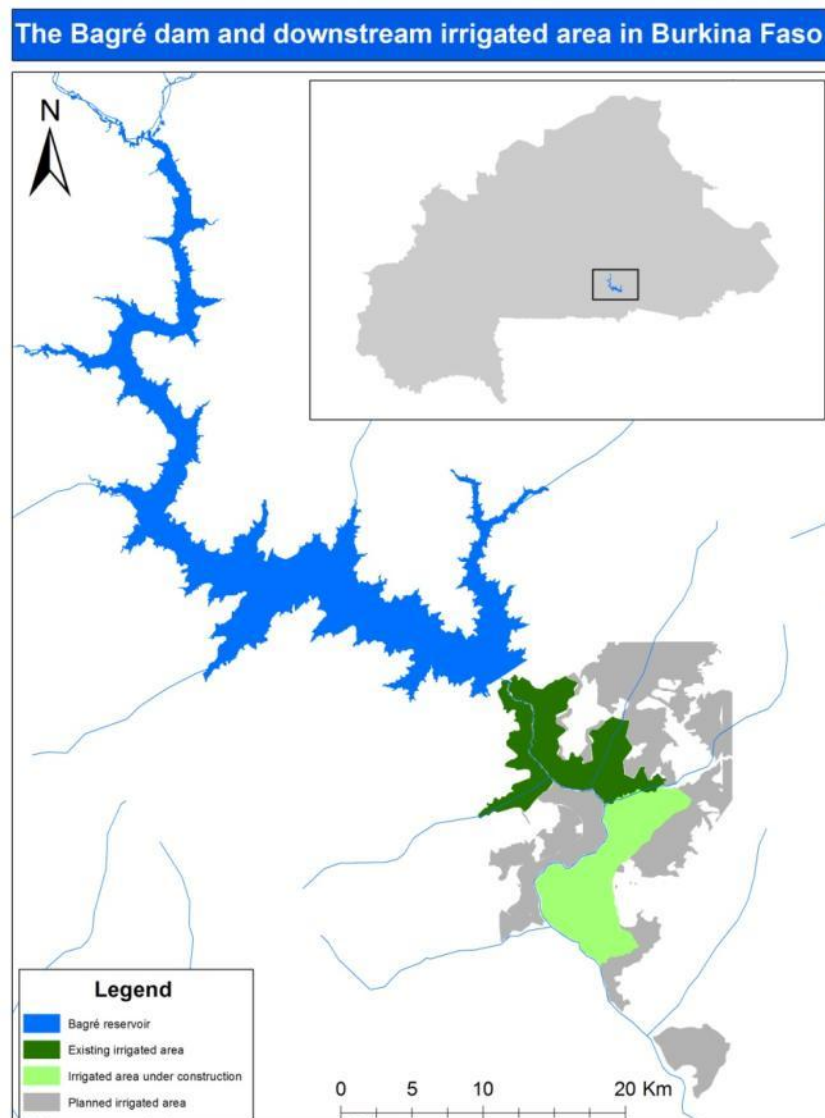 The Bagré dam and downstream irrigated area in Burkina Faso
N
Legend
Bagré reservoir
Existing irrigated area
Irrigated area under construction
Planned irrigated area
0 10 20 Km